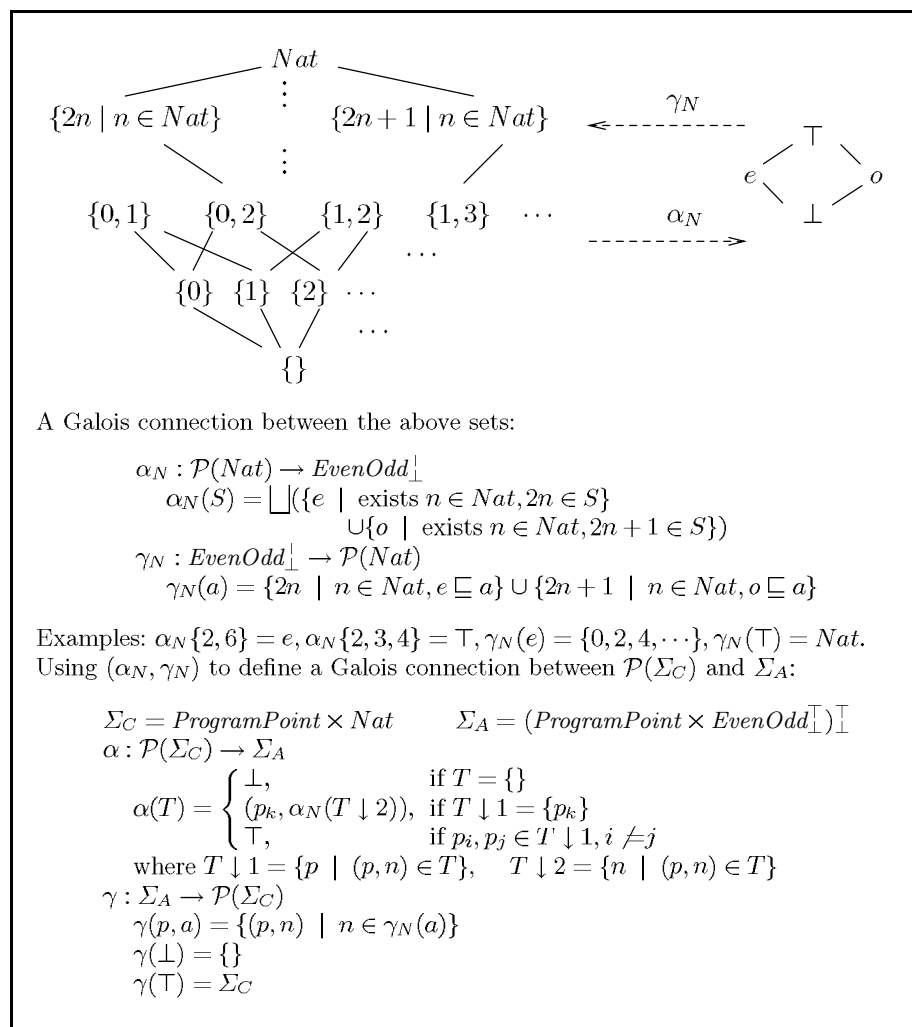 Nat
⋮
{2n | n ∈ Nat} {2n + 1 | n ∈ Nat} γ_N
⊤
⋮
e o
{0, 1} {0, 2} {1, 2} {1, 3} ··· α_N ⊥
···
{0} {1} {2} ···
···
{}
A Galois connection between the above sets:
α_N : P(Nat) → EvenOdd_⊥^⊤
α_N(S) = ⨆({e | exists n ∈ Nat, 2n ∈ S}
∪{o | exists n ∈ Nat, 2n + 1 ∈ S})
γ_N : EvenOdd_⊥^⊤ → P(Nat)
γ_N(a) = {2n | n ∈ Nat, e ⊑ a} ∪ {2n + 1 | n ∈ Nat, o ⊑ a}
Examples: α_N{2, 6} = e, α_N{2, 3, 4} = ⊤, γ_N(e) = {0, 2, 4, ···}, γ_N(⊤) = Nat.
Using (α_N, γ_N) to define a Galois connection between P(Σ_C) and Σ_A:
Σ_C = ProgramPoint × Nat Σ_A = (ProgramPoint × EvenOdd_⊥^⊤)_⊥^⊤
α : P(Σ_C) → Σ_A
⊥, if T = {}
α(T) = { (p_k, α_N(T ↓ 2)), if T ↓ 1 = {p_k}
⊤, if p_i, p_j ∈ T ↓ 1, i ≠ j
where T ↓ 1 = {p | (p, n) ∈ T}, T ↓ 2 = {n | (p, n) ∈ T}
γ : Σ_A → P(Σ_C)
γ(p, a) = {(p, n) | n ∈ γ_N(a)}
γ(⊥) = {}
γ(⊤) = Σ_C